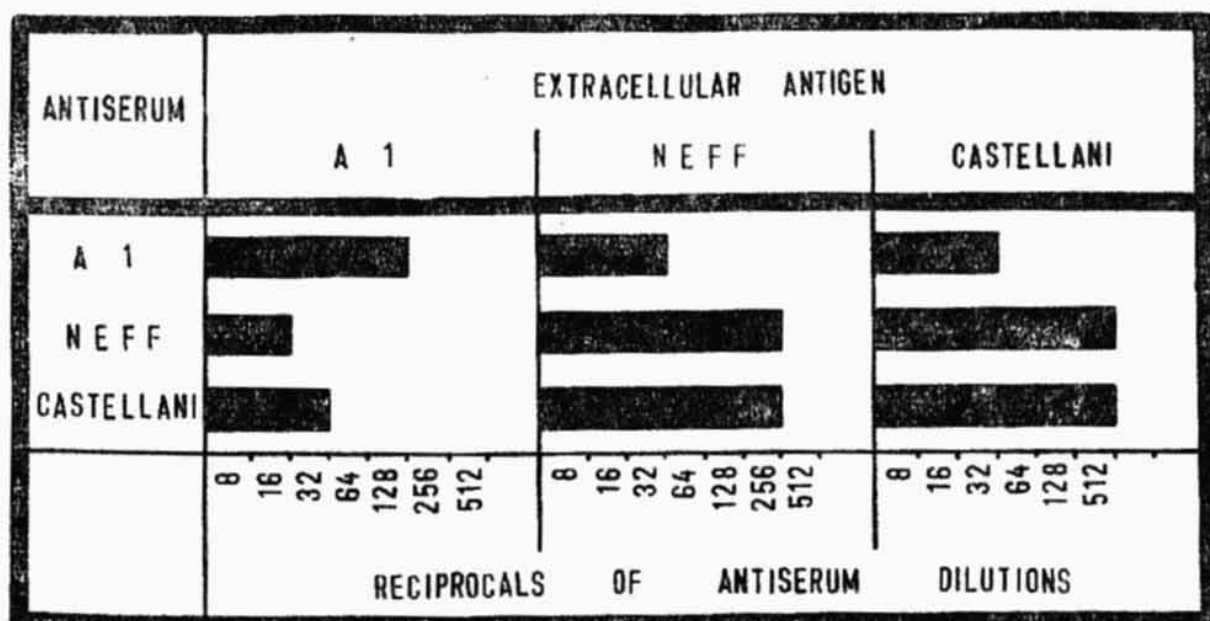 ANTISERUM
EXTRACELLULAR ANTIGEN
A 1 NEFF CASTELLANI
A 1
NEFF
CASTELLANI
8 16 32 64 128 256 512 8 16 32 64 128 256 512 8 16 32 64 128 512
RECIPROCALS OF ANTISERUM DILUTIONS